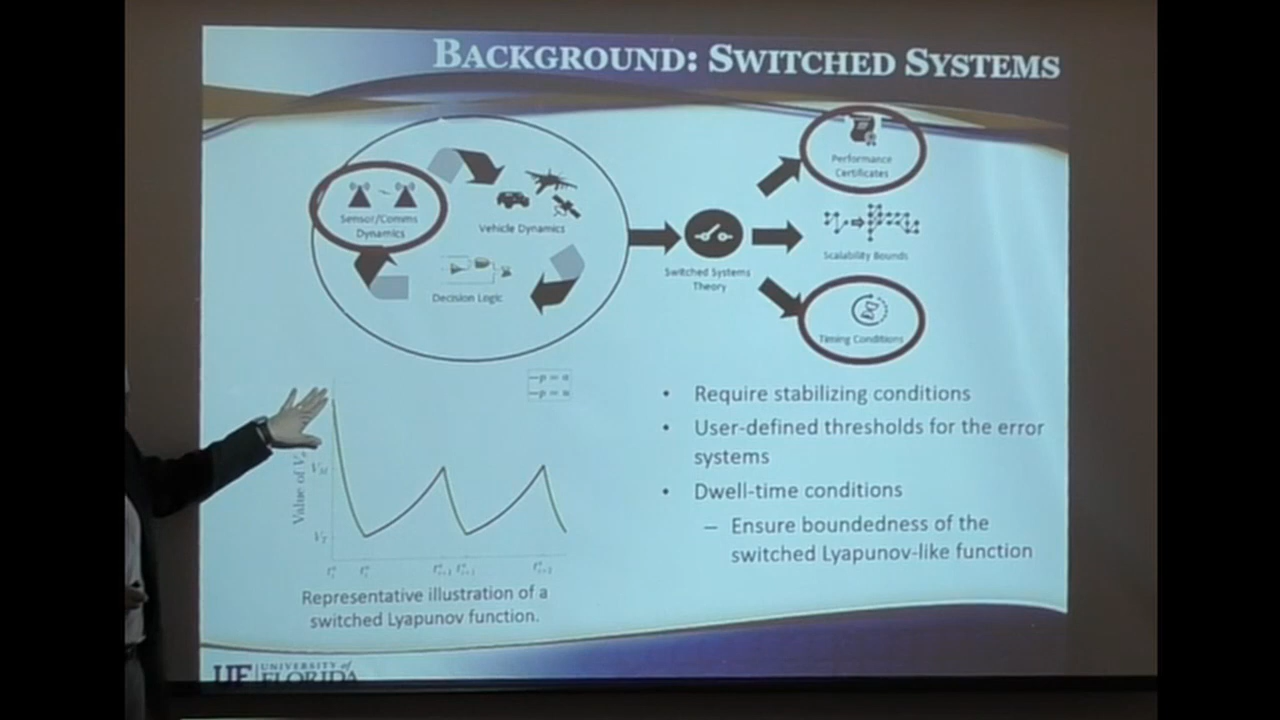 BACKGROUND: SWITCHED SYSTEMS
Performance
Certificates
Sensor/Comms
Dynamics
Vehicle Dynamics
Decision Logic
Switched Systems
Theory
Scalability Bounds
Timing Conditions
• Require stabilizing conditions
• User-defined thresholds for the error
systems
• Dwell-time conditions
– Ensure boundedness of the
switched Lyapunov-like function
Value of
V_M
V_T
Representative illustration of a
switched Lyapunov function.
UF UNIVERSITY of
FLORIDA